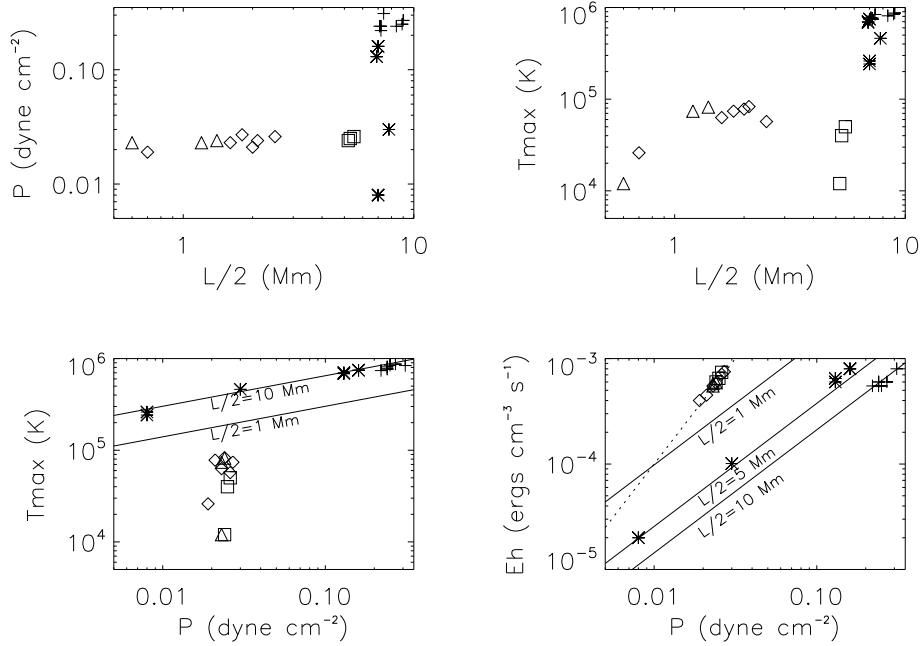 P (dyne cm⁻²)
0.10
0.01
1
10
L/2 (Mm)
Tmax (K)
10⁶
10⁵
10⁴
1
10
L/2 (Mm)
Tmax (K)
10⁶
10⁵
10⁴
L/2=10 Mm
L/2=1 Mm
0.01
0.10
P (dyne cm⁻²)
Eh (ergs cm⁻³ s⁻¹)
10⁻³
10⁻⁴
10⁻⁵
L/2=1 Mm
L/2=5 Mm
L/2=10 Mm
0.01
0.10
P (dyne cm⁻²)